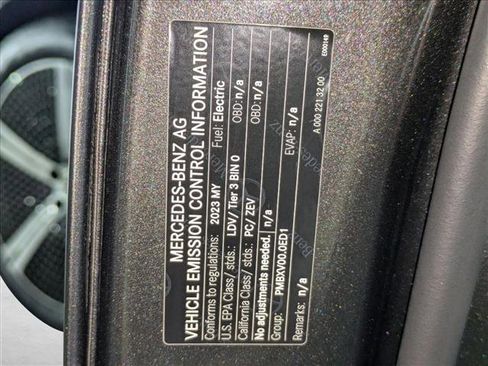 MERCEDES-BENZ AG
VEHICLE EMISSION CONTROL INFORMATION
Conforms to regulations: 2023 MY Fuel: Electric
U.S. EPA Class/ stds.: LDV/ Tier 3 BIN 0 OBD: n/a
California Class/ stds.: PC/ ZEV OBD: n/a
No adjustments needed. n/a
Group: PMBXV00.0ED1 EVAP: n/a
A 000 221 32 00
E000149